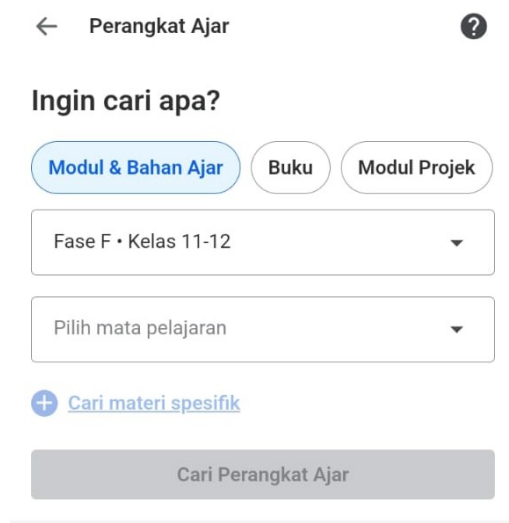 Perangkat Ajar
Ingin cari apa?
Modul & Bahan Ajar Buku Modul Projek
Fase F • Kelas 11-12
Pilih mata pelajaran
Cari materi spesifik
Cari Perangkat Ajar